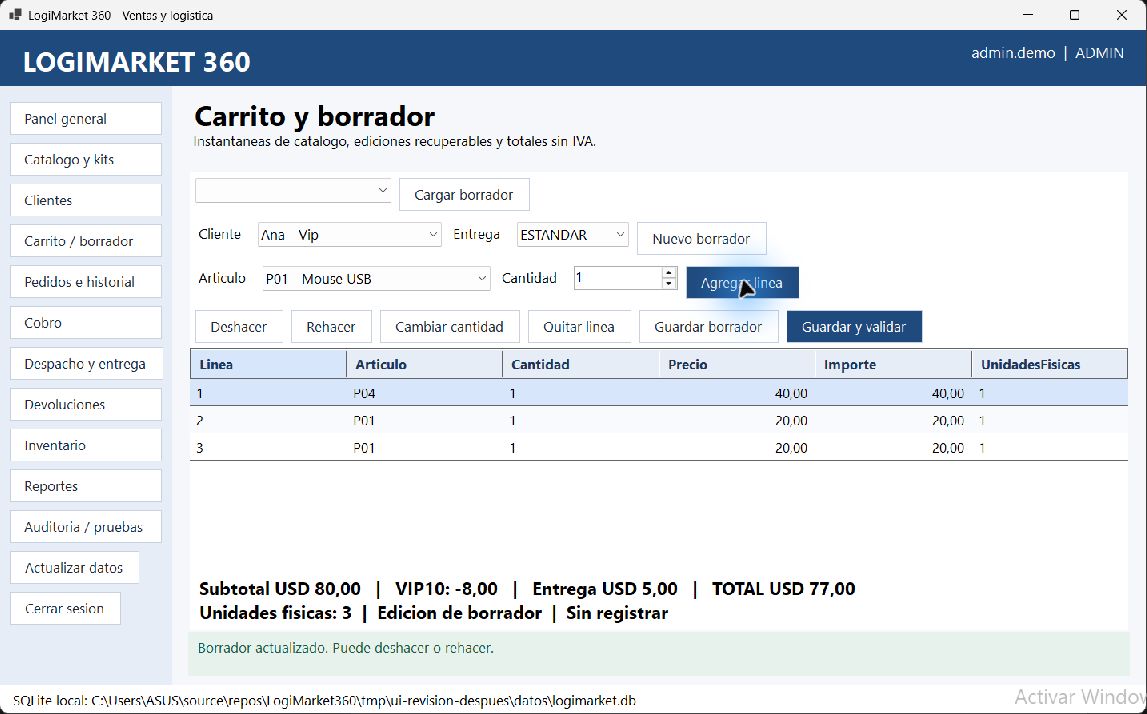 LogiMarket 360 Ventas y logistica
LOGIMARKET 360
admin.demo | ADMIN
Panel general
Catalogo y kits
Clientes
Carrito / borrador
Pedidos e historial
Cobro
Despacho y entrega
Devoluciones
Inventario
Reportes
Auditoria / pruebas
Actualizar datos
Cerrar sesion
Carrito y borrador
Instantaneas de catalogo, ediciones recuperables y totales sin IVA.
Cargar borrador
Cliente Ana Vip Entrega ESTANDAR Nuevo borrador
Articulo P01 Mouse USB Cantidad 1 Agregar linea
Deshacer Rehacer Cambiar cantidad Quitar linea Guardar borrador Guardar y validar
Linea Articulo Cantidad Precio Importe UnidadesFisicas
1 P04 1 40,00 40,00 1
2 P01 1 20,00 20,00 1
3 P01 1 20,00 20,00 1
Subtotal USD 80,00 | VIP10: -8,00 | Entrega USD 5,00 | TOTAL USD 77,00
Unidades fisicas: 3 | Edicion de borrador | Sin registrar
Borrador actualizado. Puede deshacer o rehacer.
SQLite local: C:\Users\ASUS\source\repos\LogiMarket360\tmp\ui-revision-despues\datos\logimarket.db
Activar Window